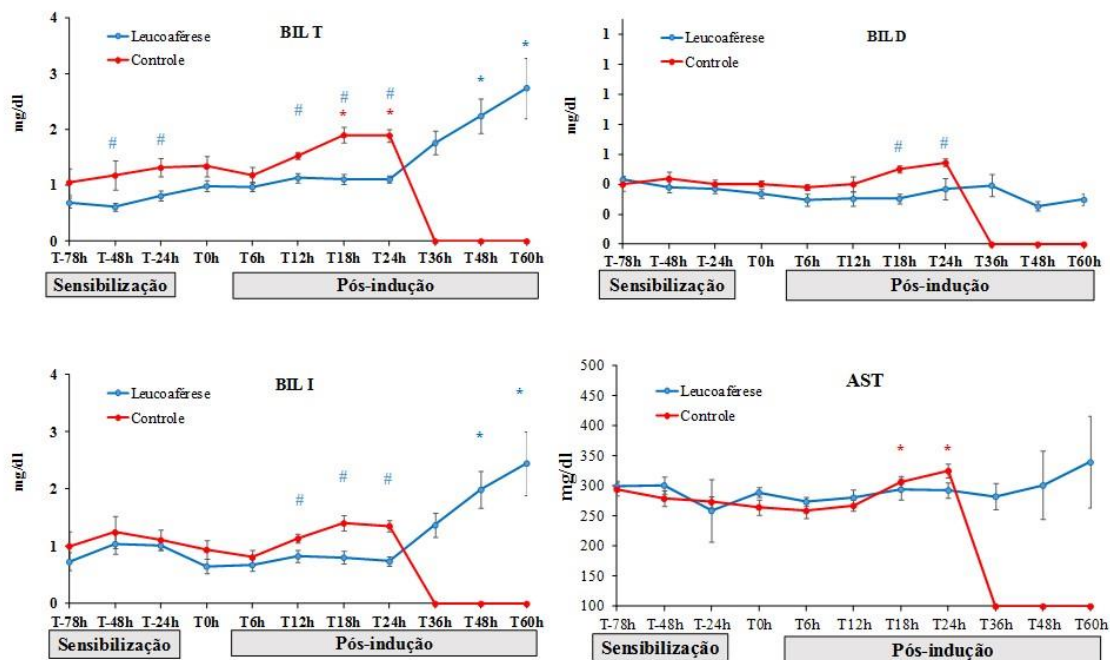 BIL T
Leucoaférese
Controle
mg/dl
4
3
2
1
0
# # # # # * * * *
T-78h T-48h T-24h T0h T6h T12h T18h T24h T36h T48h T60h
Sensibilização Pós-indução
BIL D
Leucoaférese
Controle
mg/dl
1
1
1
1
1
0
0
0
# #
T-78h T-48h T-24h T0h T6h T12h T18h T24h T36h T48h T60h
Sensibilização Pós-indução
BIL I
Leucoaférese
Controle
mg/dl
4
3
2
1
0
# # # * *
T-78h T-48h T-24h T0h T6h T12h T18h T24h T36h T48h T60h
Sensibilização Pós-indução
AST
Leucoaférese
Controle
mg/dl
500
450
400
350
300
250
200
150
100
* *
T-78h T-48h T-24h T0h T6h T12h T18h T24h T36h T48h T60h
Sensibilização Pós-indução